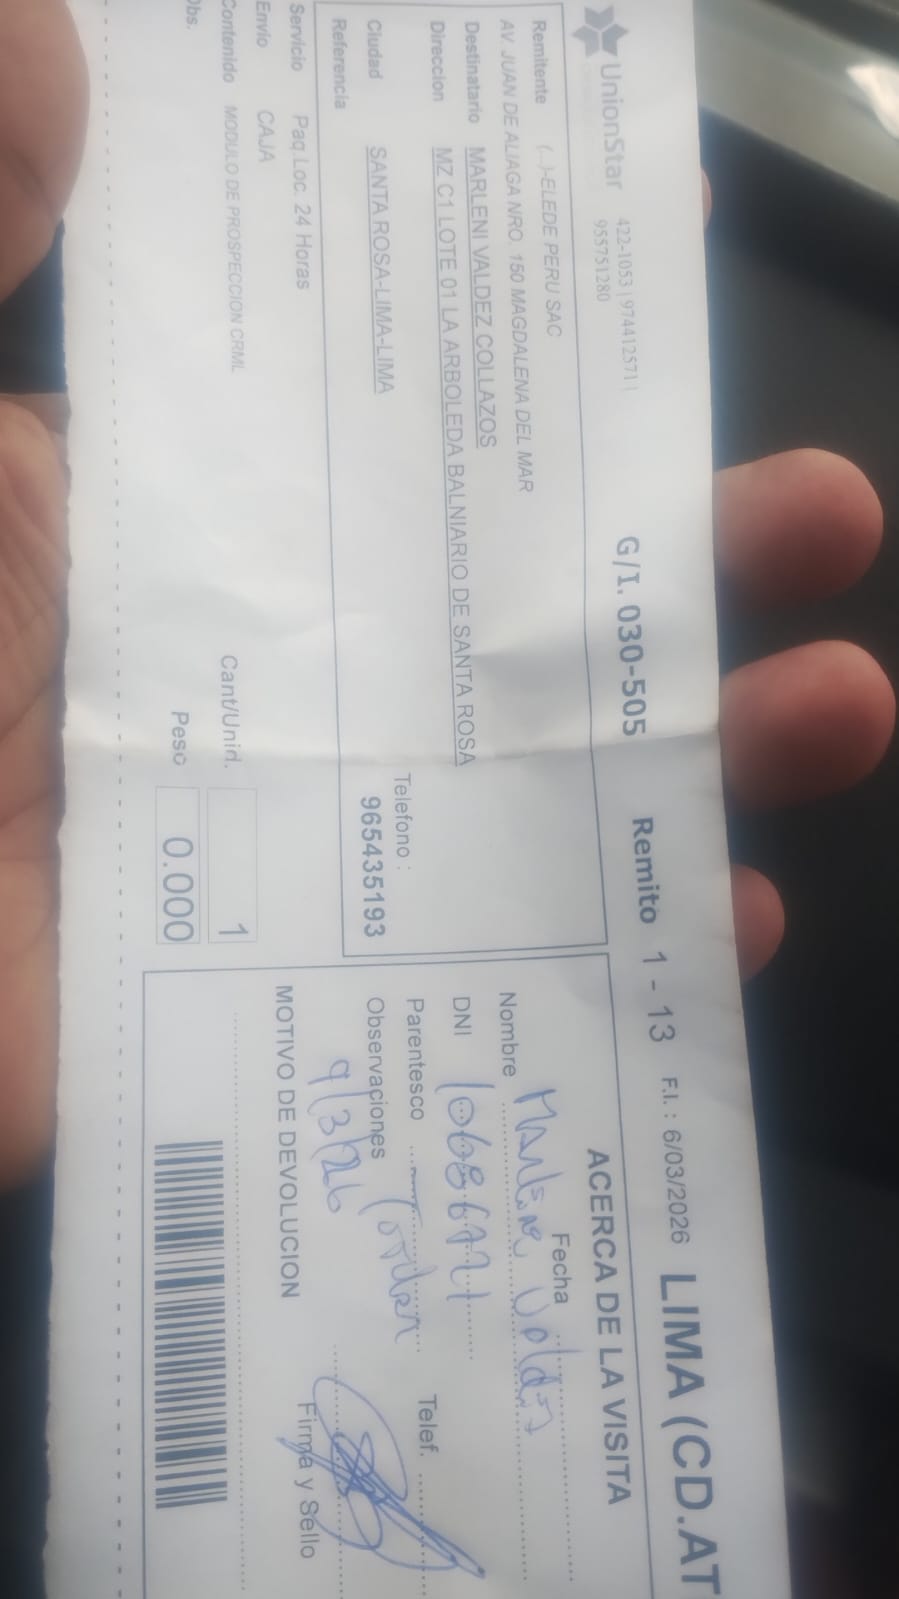 UnionStar
422-1053 | 974412571 |
955751280
G/I. 030-505 Remito 1 - 13 F.I. : 6/03/2026 LIMA (CD.AT
Remitente (...)-ELEDE PERU SAC
AV JUAN DE ALIAGA NRO. 150 MAGDALENA DEL MAR
Destinatario MARLENI VALDEZ COLLAZOS
Direccion MZ C1 LOTE 01 LA ARBOLEDA BALNIARIO DE SANTA ROSA
Ciudad SANTA ROSA-LIMA-LIMA
Telefono :
965435193
Referencia
Servicio Paq.Loc. 24 Horas
Envio CAJA
Contenido MODULO DE PROSPECCION CRML
Obs.
Cant/Unid. 1
Peso 0.000
ACERCA DE LA VISITA
Fecha
Nombre
DNI
Parentesco
Telef.
Observaciones
9/3/26
Firma y Sello
MOTIVO DE DEVOLUCION